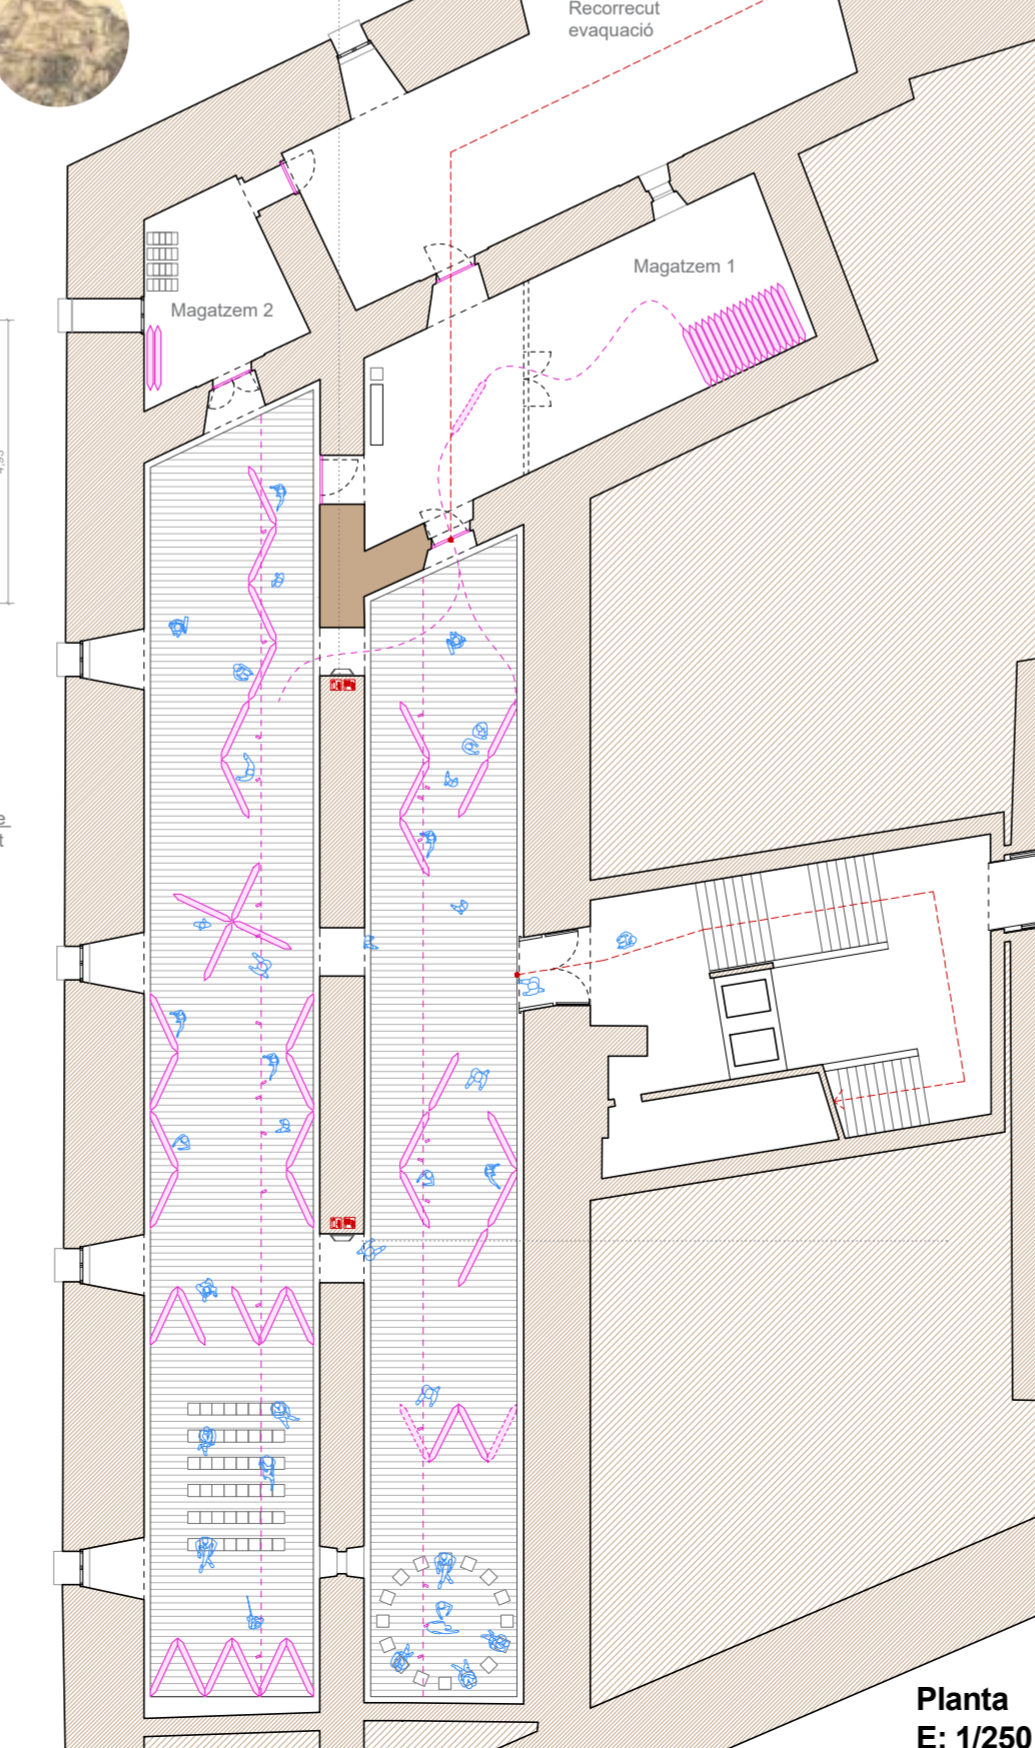 Recorrecut
evaquació
Magatzem 1
Magatzem 2
e
t
Planta
E: 1/250